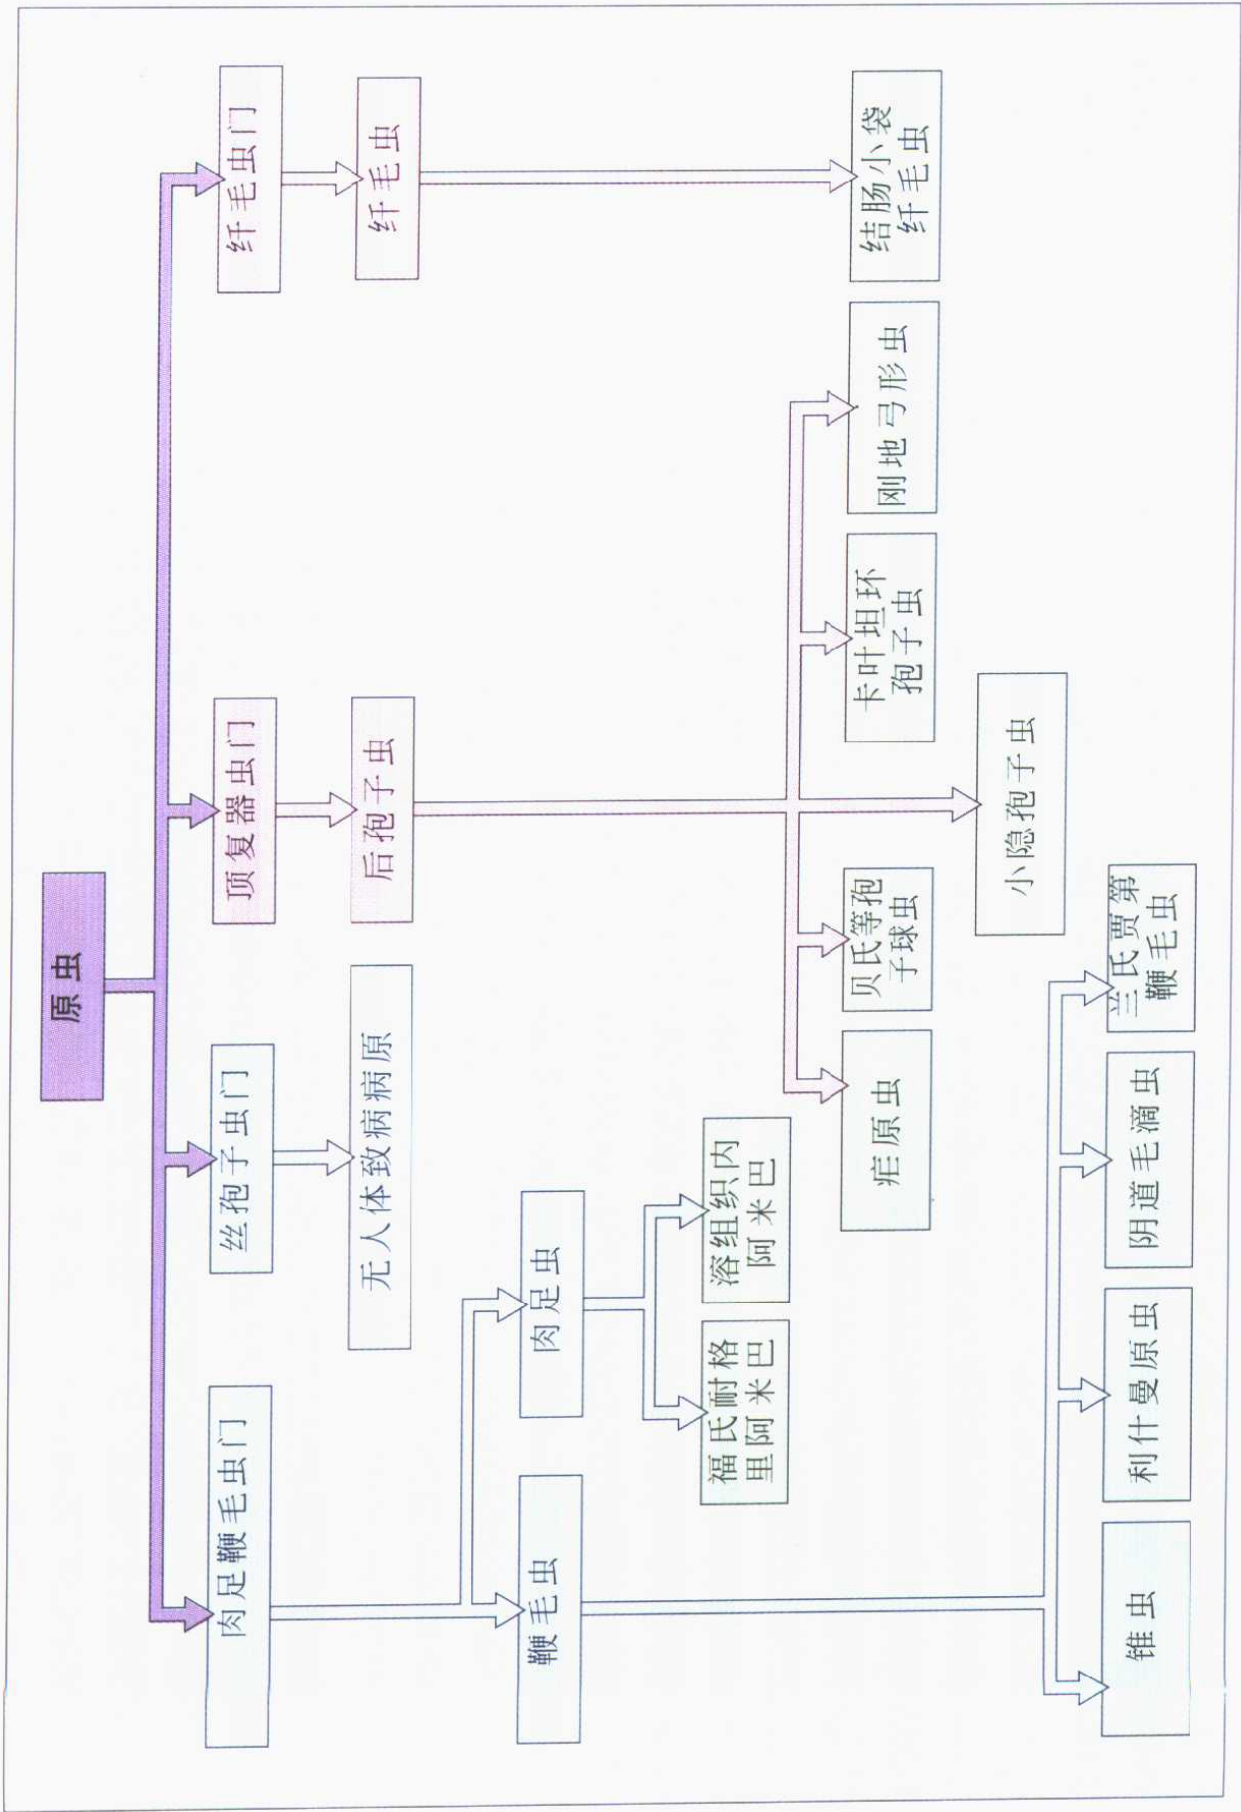 原虫
肉足鞭毛虫门
丝孢子虫门
顶复器虫门
纤毛虫门
无人体致病病原
后孢子虫
纤毛虫
鞭毛虫
肉足虫
福氏耐格
里阿米巴
溶组织内
阿米巴
疟原虫
贝氏等孢
子球虫
小隐孢子虫
卡叶坦环
孢子虫
刚地弓形虫
结肠小袋
纤毛虫
锥虫
利什曼原虫
阴道毛滴虫
兰氏贾第
鞭毛虫